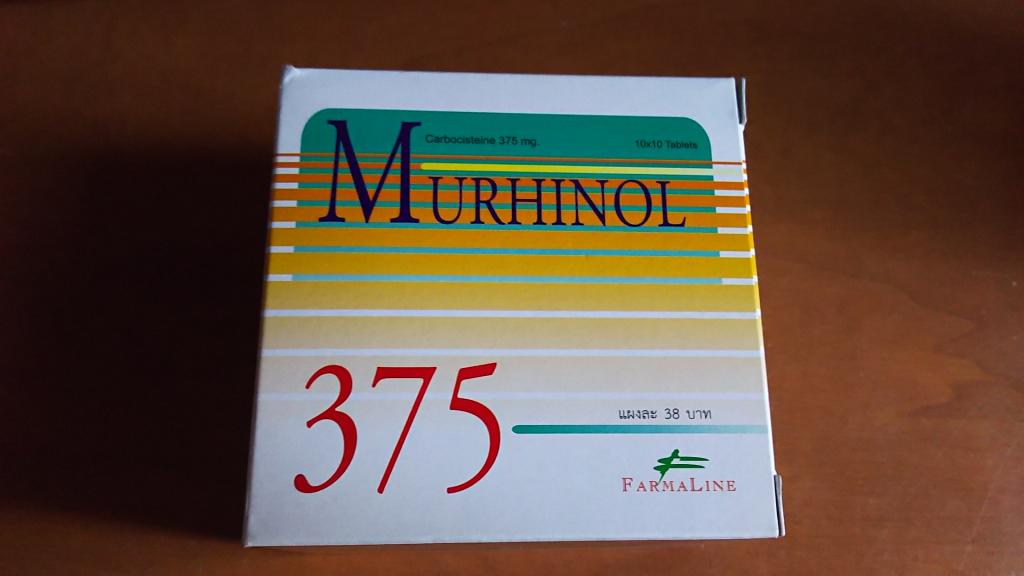 Carbocisteine 375 mg.
10x10 Tablets
MURHINOL
375
แผงละ 38 บาท
FARMALINE